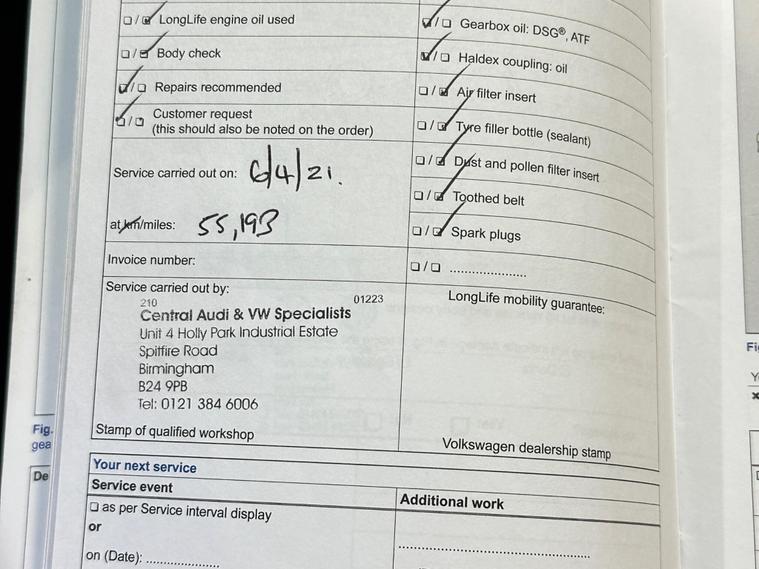 LongLife engine oil used
Body check
Repairs recommended
Customer request
(this should also be noted on the order)
Service carried out on: 6/4/21.
at km/miles: 55,193
Invoice number:
Service carried out by:
210 01223
Central Audi & VW Specialists
Unit 4 Holly Park Industrial Estate
Spitfire Road
Birmingham
B24 9PB
Tel: 0121 384 6006
Stamp of qualified workshop
Gearbox oil: DSG®, ATF
Haldex coupling: oil
Air filter insert
Tyre filler bottle (sealant)
Dust and pollen filter insert
Toothed belt
Spark plugs
LongLife mobility guarantee:
Volkswagen dealership stamp
Your next service
Service event
as per Service interval display
or
on (Date):
Additional work
Fig.
gea
De
Fi